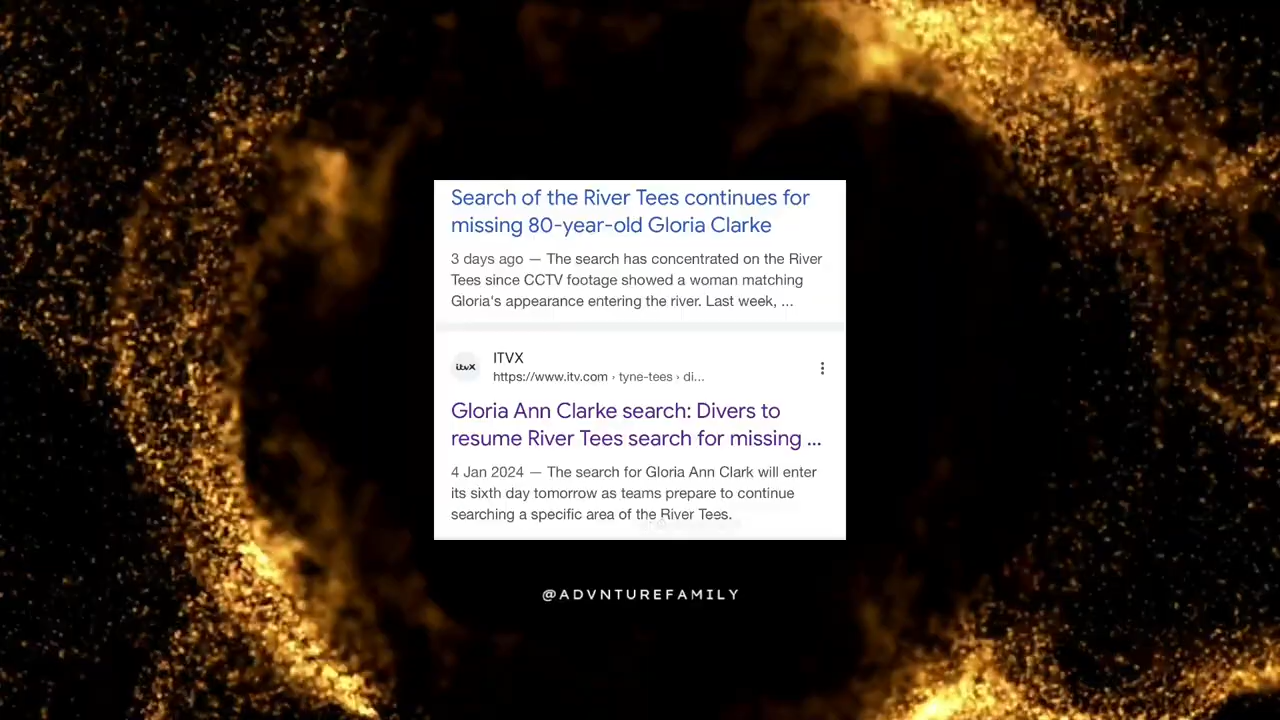 Search of the River Tees continues for
missing 80-year-old Gloria Clarke
3 days ago — The search has concentrated on the River
Tees since CCTV footage showed a woman matching
Gloria's appearance entering the river. Last week, ...
itvX
ITVX
https://www.itv.com › tyne-tees › di...
Gloria Ann Clarke search: Divers to
resume River Tees search for missing ...
4 Jan 2024 — The search for Gloria Ann Clark will enter
its sixth day tomorrow as teams prepare to continue
searching a specific area of the River Tees.
@ADVNTUREFAMILY